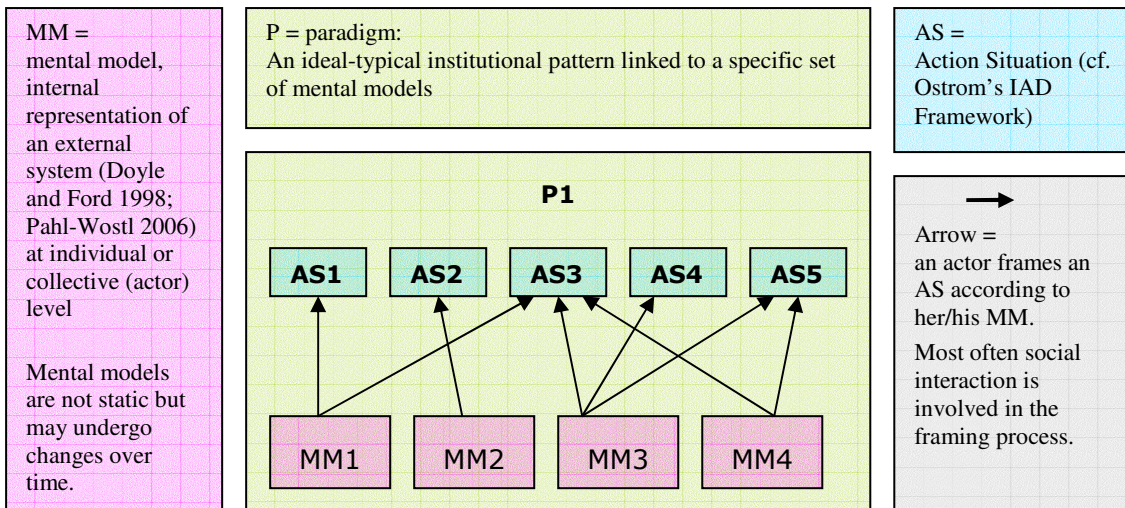 MM =
mental model,
internal
representation of
an external
system (Doyle
and Ford 1998;
Pahl-Wostl 2006)
at individual or
collective (actor)
level
Mental models
are not static but
may undergo
changes over
time.
P = paradigm:
An ideal-typical institutional pattern linked to a specific set
of mental models
P1
AS1 AS2 AS3 AS4 AS5
MM1 MM2 MM3 MM4
AS =
Action Situation (cf.
Ostrom's IAD
Framework)
Arrow =
an actor frames an
AS according to
her/his MM.
Most often social
interaction is
involved in the
framing process.